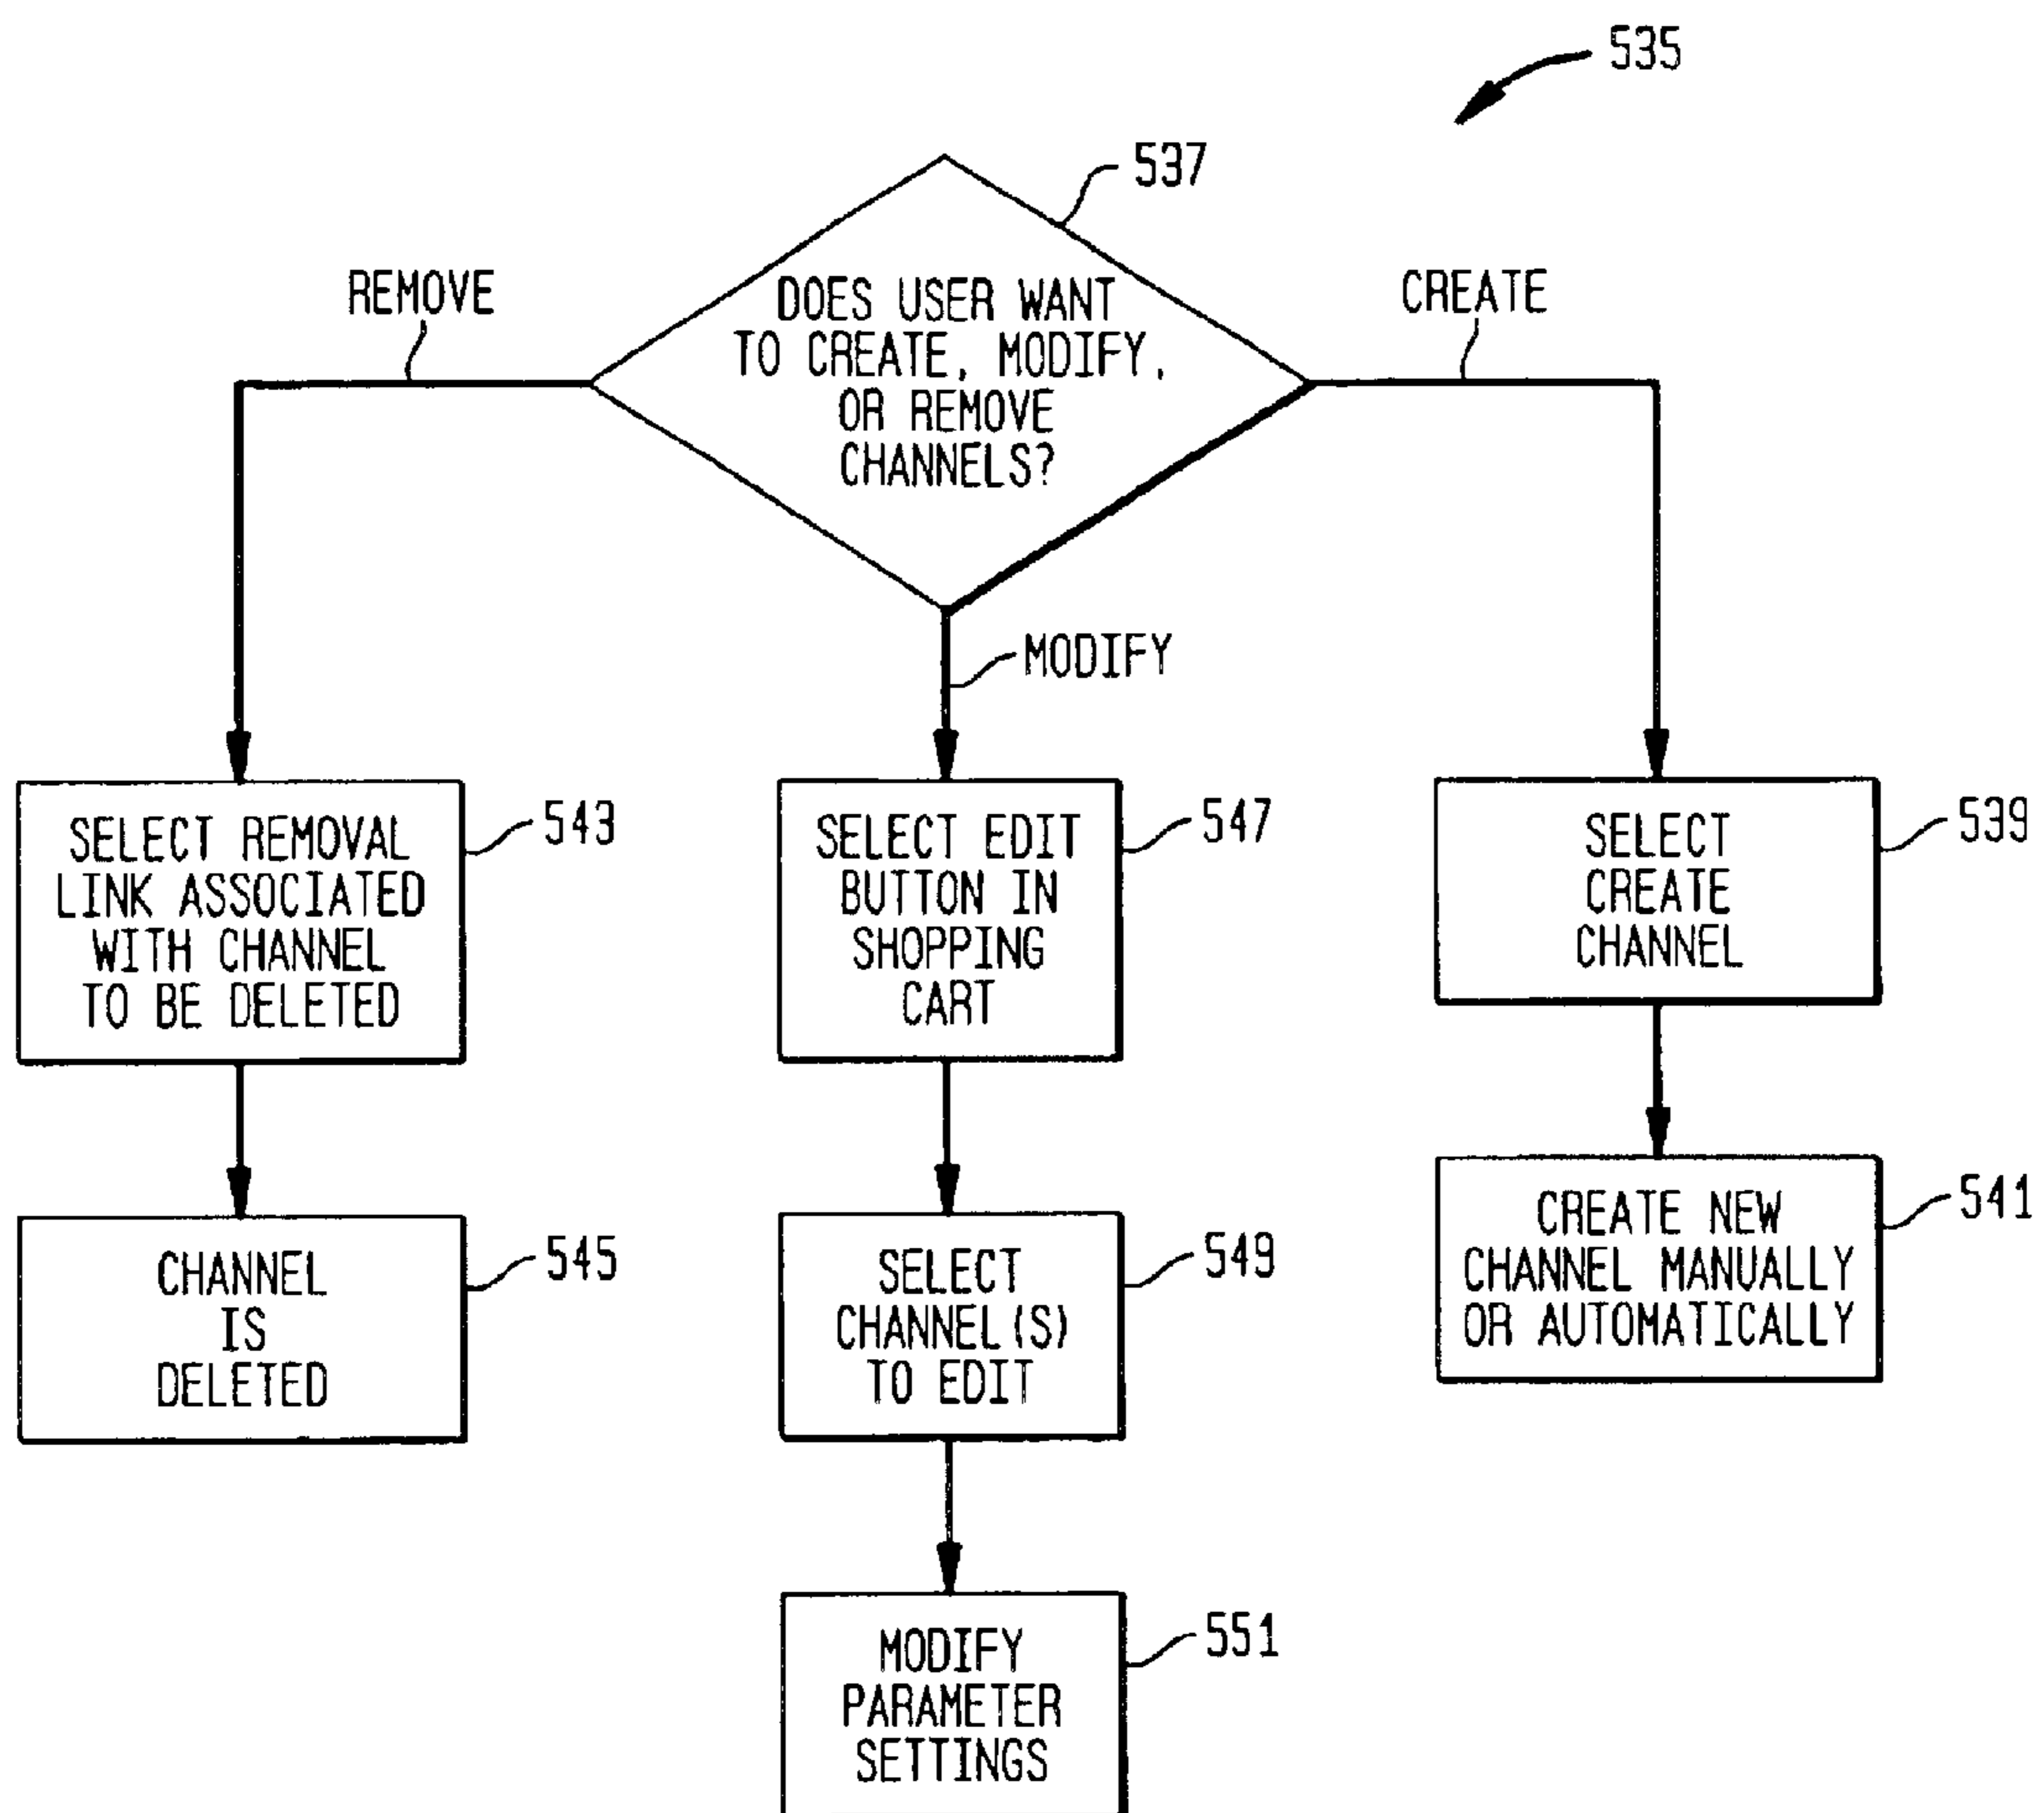 535
537
DOES USER WANT
TO CREATE, MODIFY,
OR REMOVE
CHANNELS?
REMOVE
CREATE
MODIFY
SELECT REMOVAL
LINK ASSOCIATED
WITH CHANNEL
TO BE DELETED
543
CHANNEL
IS
DELETED
545
SELECT EDIT
BUTTON IN
SHOPPING
CART
547
SELECT
CHANNEL(S)
TO EDIT
549
MODIFY
PARAMETER
SETTINGS
551
SELECT
CREATE
CHANNEL
539
CREATE NEW
CHANNEL MANUALLY
OR AUTOMATICALLY
541